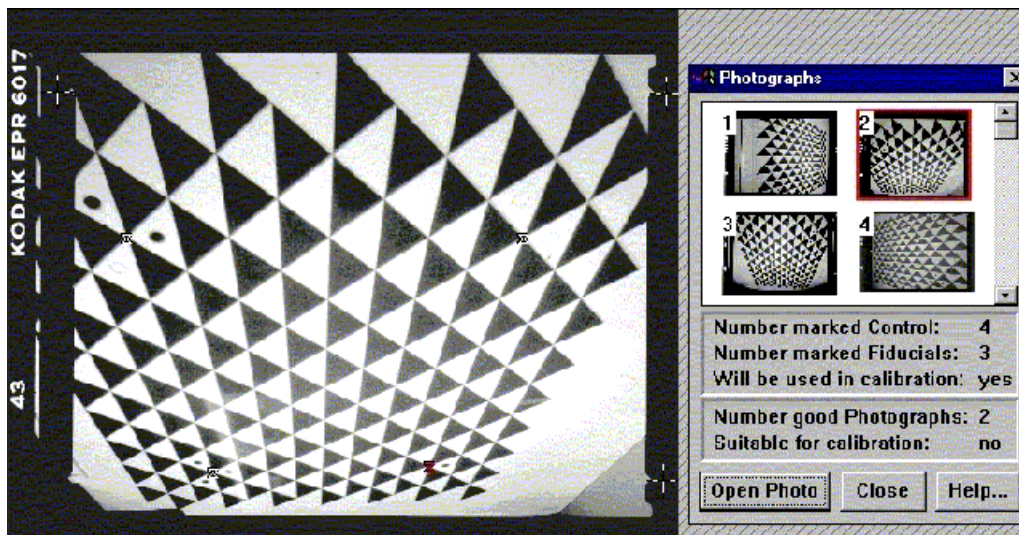 KODAK EPR 6017
43
Photographs
1
2
3
4
Number marked Control: 4
Number marked Fiducials: 3
Will be used in calibration: yes
Number good Photographs: 2
Suitable for calibration: no
Open Photo
Close
Help...